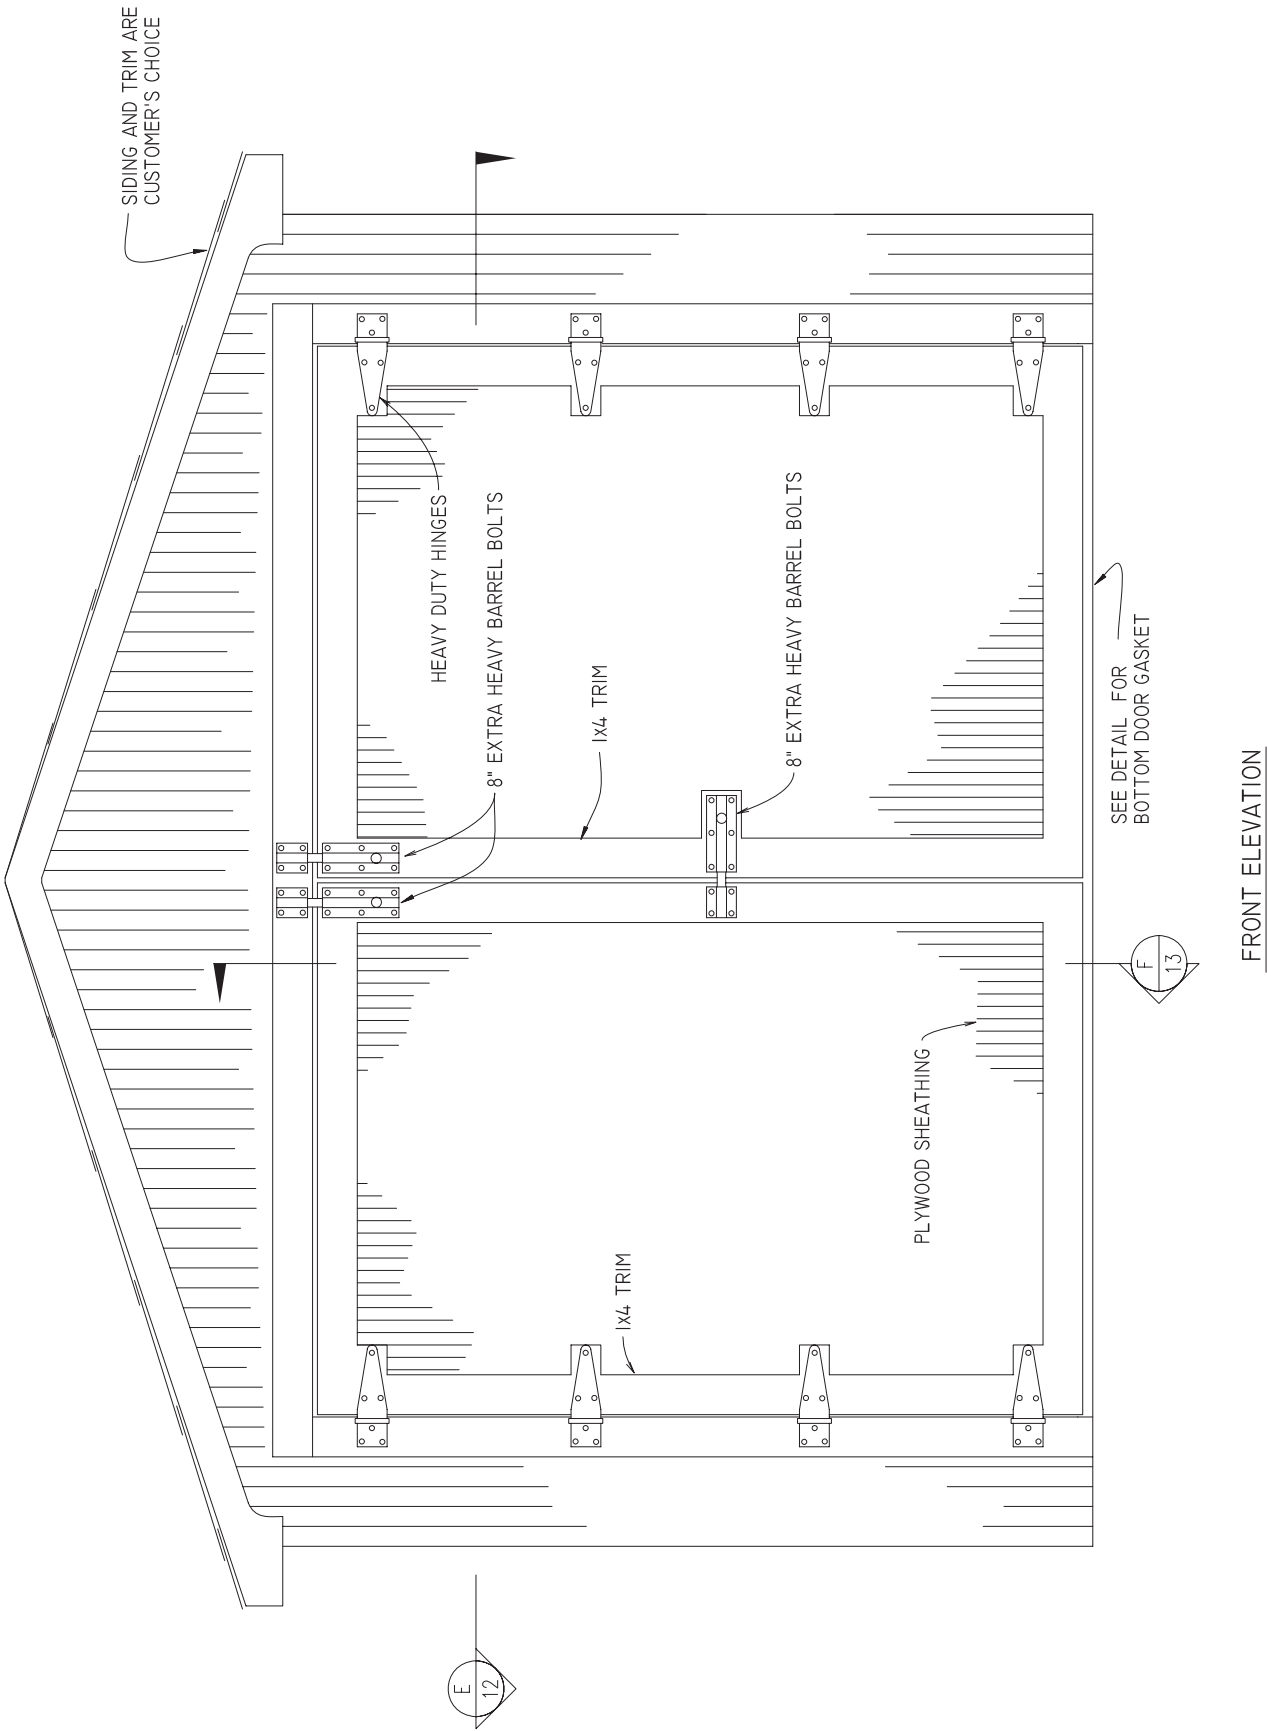 SIDING AND TRIM ARE
CUSTOMER'S CHOICE
HEAVY DUTY HINGES
8" EXTRA HEAVY BARREL BOLTS
1x4 TRIM
8" EXTRA HEAVY BARREL BOLTS
1x4 TRIM
PLYWOOD SHEATHING
SEE DETAIL FOR
BOTTOM DOOR GASKET
E
12
F
13
FRONT ELEVATION